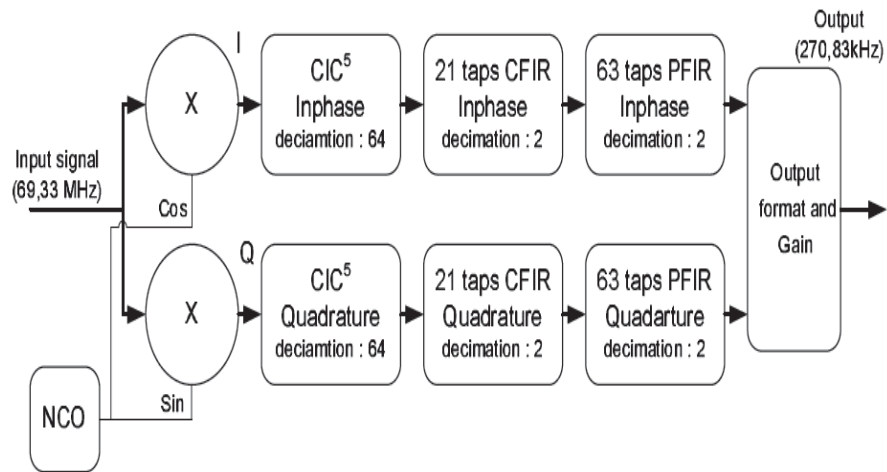 Output
(270,83kHz)
I
X
CIC⁵
Inphase
deciamtion : 64
21 taps CFIR
Inphase
decimation : 2
63 taps PFIR
Inphase
decimation : 2
Input signal
(69,33 MHz)
Cos
Output
format and
Gain
Q
X
CIC⁵
Quadrature
deciamtion : 64
21 taps CFIR
Quadrature
decimation : 2
63 taps PFIR
Quadarture
decimation : 2
NCO
Sin